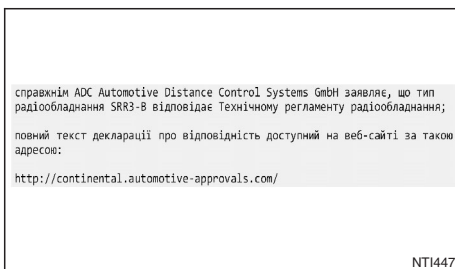 справжнім ADC Automotive Distance Control Systems GmbH заявляє, що тип
радіообладнання SRR3-B відповідає Технічному регламенту радіообладнання;
повний текст декларації про відповідність доступний на веб-сайті за такою
адресою:
http://continental.automotive-approvals.com/
NTI447